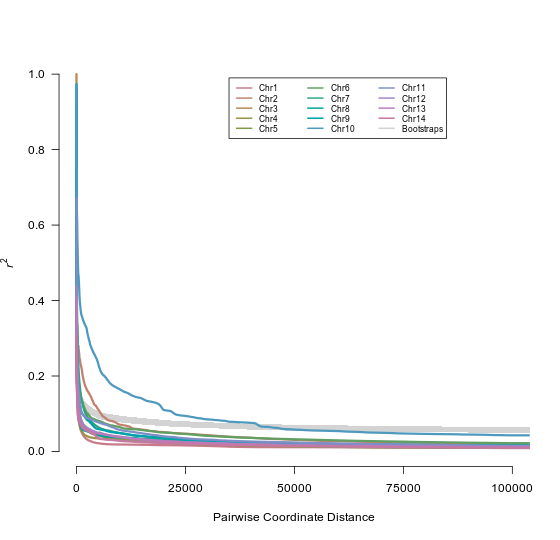 1.0
0.8
0.6
0.4
0.2
0.0
r²
Chr1 Chr6 Chr11
Chr2 Chr7 Chr12
Chr3 Chr8 Chr13
Chr4 Chr9 Chr14
Chr5 Chr10 Bootstraps
0 25000 50000 75000 100000
Pairwise Coordinate Distance